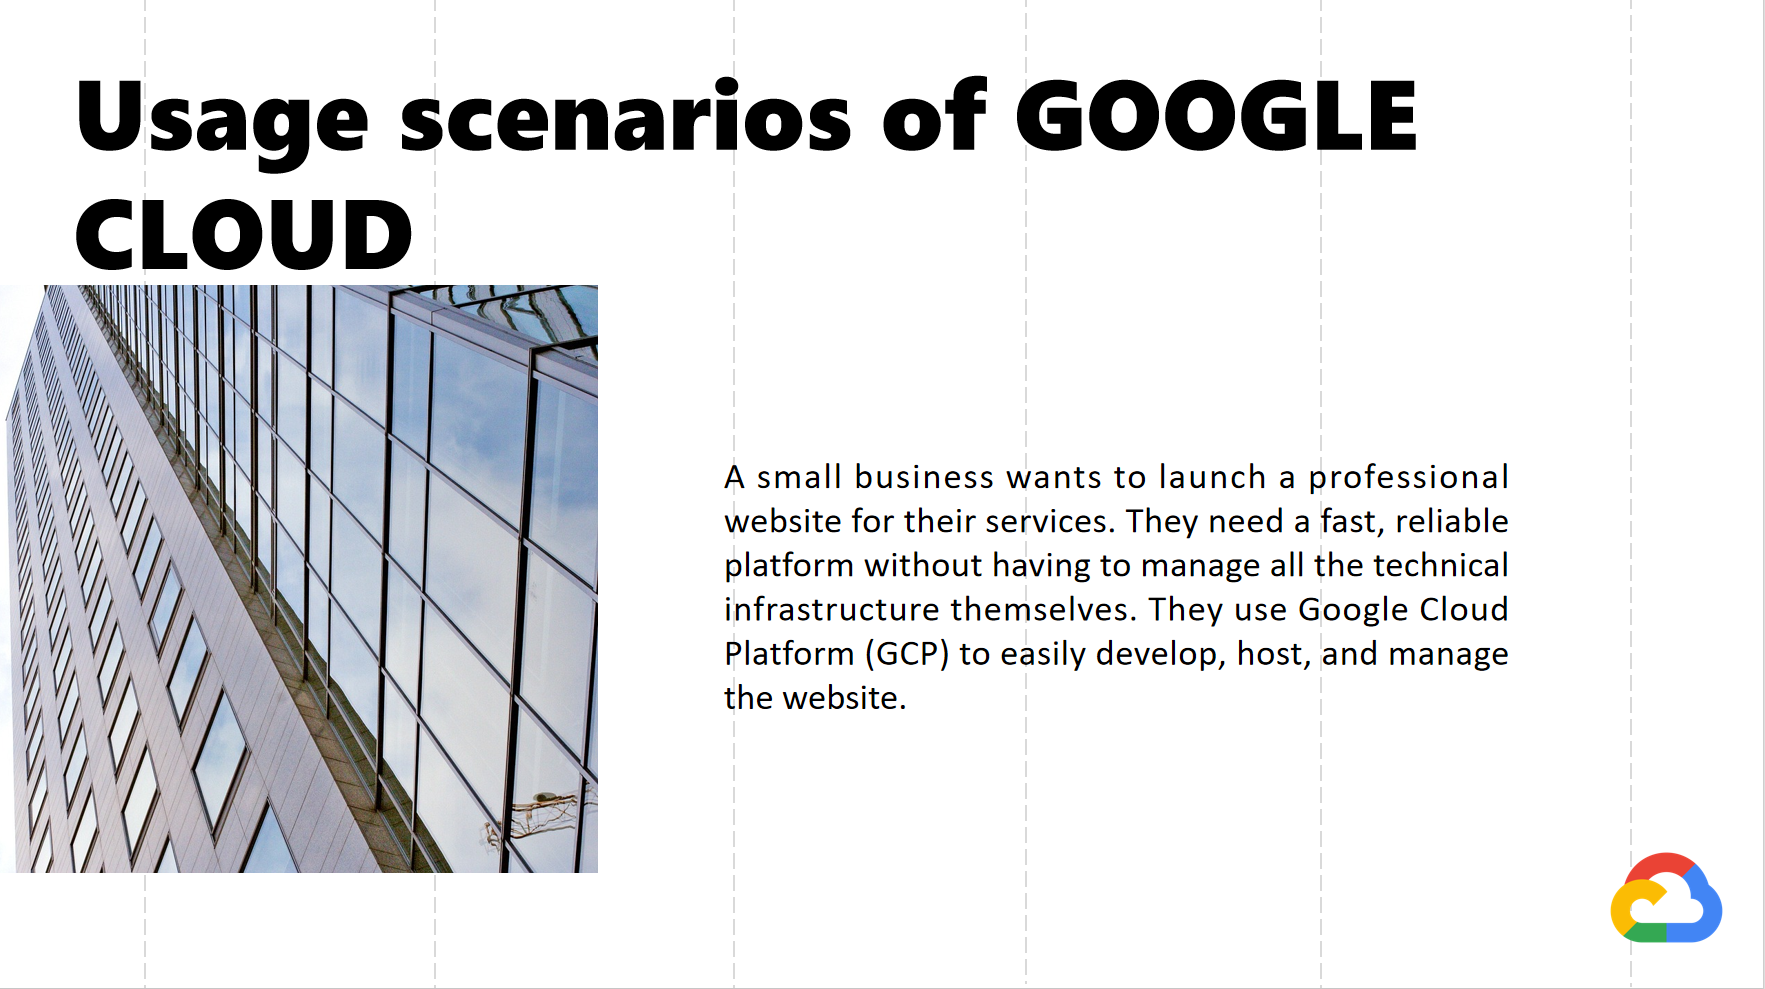 Usage scenarios of GOOGLE
CLOUD
A small business wants to launch a professional
website for their services. They need a fast, reliable
platform without having to manage all the technical
infrastructure themselves. They use Google Cloud
Platform (GCP) to easily develop, host, and manage
the website.